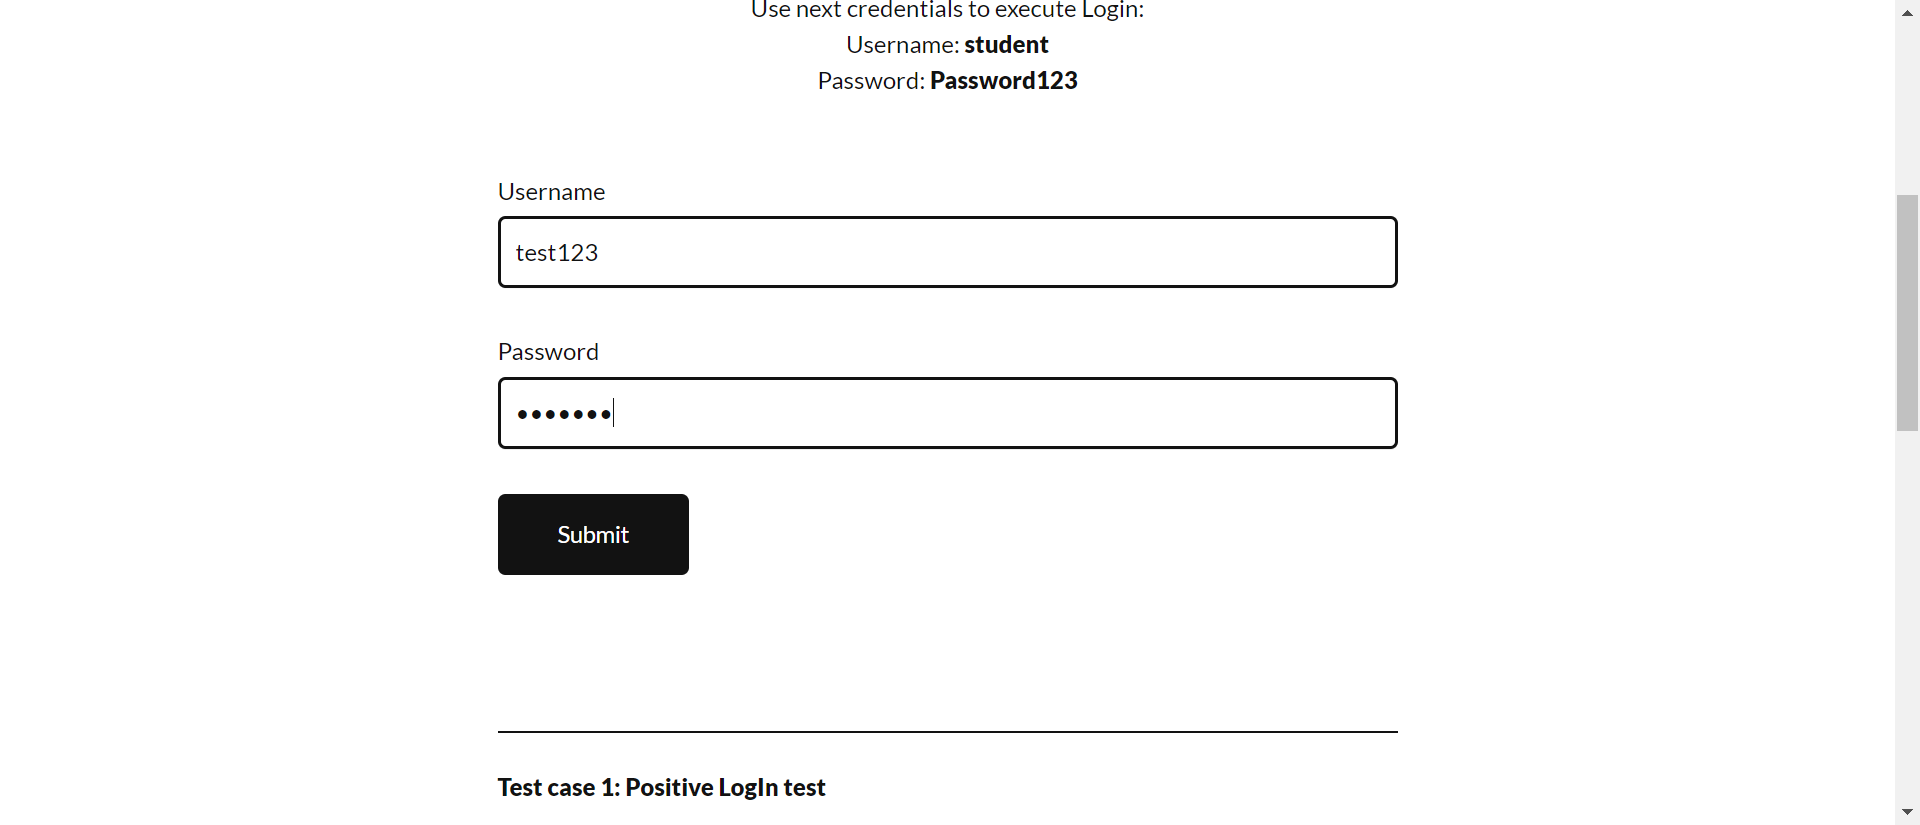 Use next credentials to execute Login:
Username: student
Password: Password123
Username
test123
Password
•••••••
Submit
Test case 1: Positive LogIn test